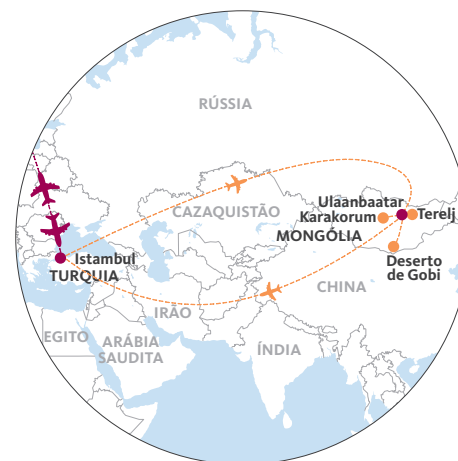 RÚSSIA
Ulaanbaatar
CAZAQUISTÃO
Karakorum
Terelj
MONGÓLIA
Istambul
TURQUIA
Deserto
de Gobi
CHINA
IRÃO
EGITO
ARÁBIA
SAUDITA
ÍNDIA